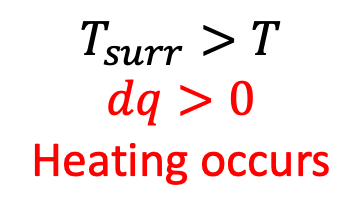 T_surr > T
dq > 0
Heating occurs